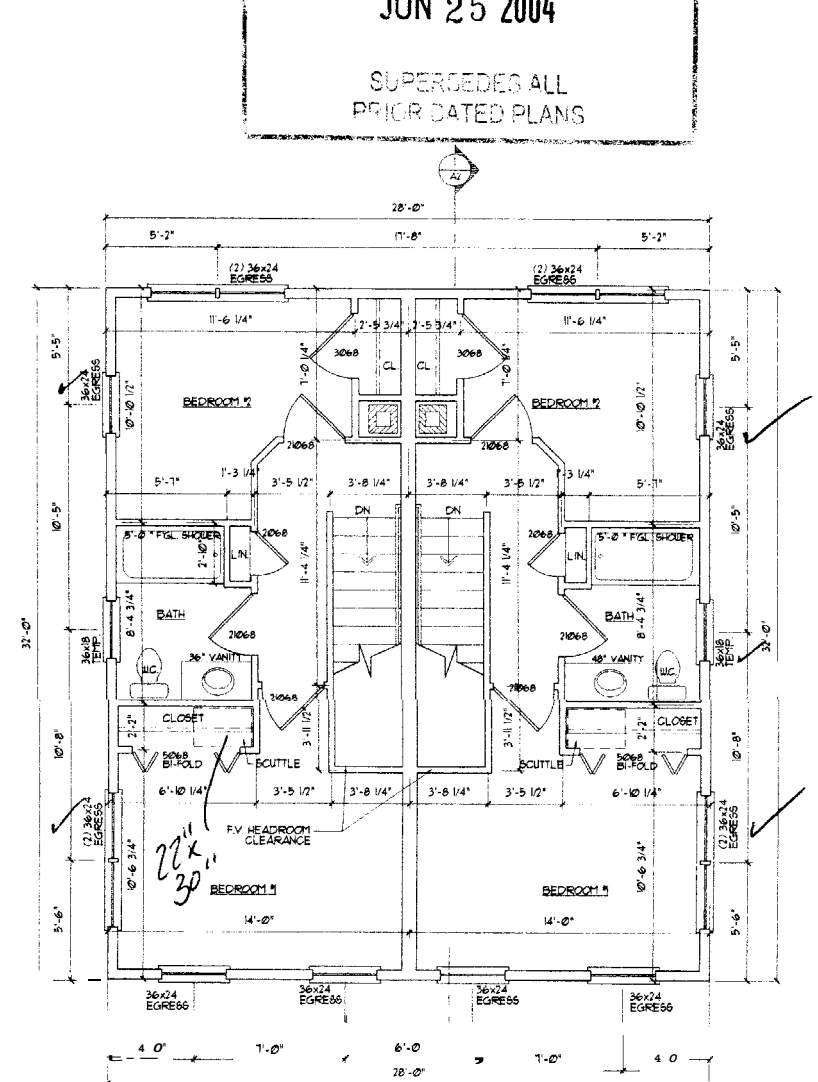 JUN 25 2004
SUPERSEDES ALL
PRIOR DATED PLANS
A2
28'-0"
5'-2" 17'-8" 5'-2"
(2) 36x24
EGRESS
(2) 36x24
EGRESS
11'-6 1/4" 2'-5 3/4" 2'-5 3/4" 11'-6 1/4"
5'-5"
5'-5"
3068 CL CL 3068
7'-0 1/4"
7'-0 1/4"
36x24
EGRESS
36x24
EGRESS
10'-10 1/2"
10'-10 1/2"
BEDROOM #2 BEDROOM #2
21068 21068
5'-7" 1'-3 1/4" 3'-5 1/2" 3'-8 1/4" 3'-8 1/4" 3'-5 1/2" 1'-3 1/4" 5'-7"
10'-5"
10'-5"
DN DN
5'-0" FGL. SHOWER 2068 2068 5'-0" FGL. SHOWER
2'-10"
LIN. LIN.
11'-4 1/4"
11'-4 1/4"
BATH BATH
8'-4 3/4"
8'-4 3/4"
32'-0"
32'-0"
36x18
TEMP.
36x18
TEMP.
21068 21068
36" VANITY 48" VANITY
W.C. W.C.
21068 21068
CLOSET CLOSET
2'-2"
2'-2"
3'-11 1/2"
3'-11 1/2"
10'-8"
10'-8"
5068
BI-FOLD
SCUTTLE SCUTTLE
5068
BI-FOLD
6'-10 1/4" 3'-5 1/2" 3'-8 1/4" 3'-8 1/4" 3'-5 1/2" 6'-10 1/4"
(2) 36x24
EGRESS
(2) 36x24
EGRESS
F.V. HEADROOM
CLEARANCE
22" x
30"
10'-6 3/4"
10'-6 3/4"
BEDROOM #1 BEDROOM #1
14'-0" 14'-0"
5'-6"
5'-6"
36x24
EGRESS
36x24
EGRESS
36x24
EGRESS
36x24
EGRESS
4 0" 7'-0" 6'-0 7'-0" 4 0
28'-0"